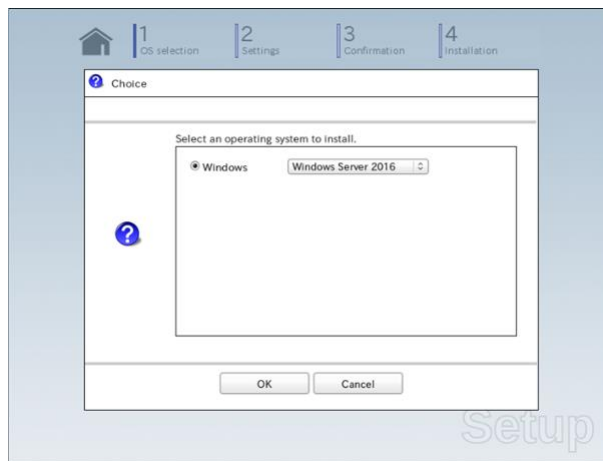 1 2 3 4
OS selection Settings Confirmation Installation
Choice
Select an operating system to install.
Windows Windows Server 2016
OK Cancel
Setup